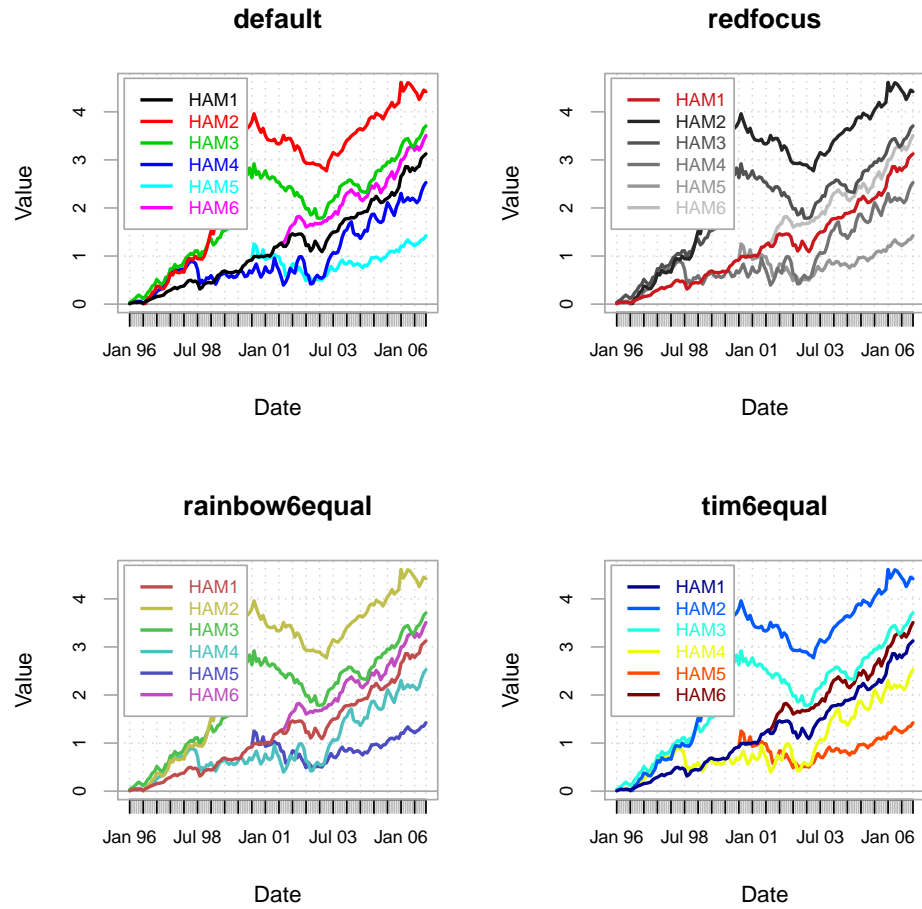 default
HAM1
HAM2
HAM3
HAM4
HAM5
HAM6
Value
4
3
2
1
0
Jan 96 Jul 98 Jan 01 Jul 03 Jan 06
Date
redfocus
HAM1
HAM2
HAM3
HAM4
HAM5
HAM6
Value
4
3
2
1
0
Jan 96 Jul 98 Jan 01 Jul 03 Jan 06
Date
rainbow6equal
HAM1
HAM2
HAM3
HAM4
HAM5
HAM6
Value
4
3
2
1
0
Jan 96 Jul 98 Jan 01 Jul 03 Jan 06
Date
tim6equal
HAM1
HAM2
HAM3
HAM4
HAM5
HAM6
Value
4
3
2
1
0
Jan 96 Jul 98 Jan 01 Jul 03 Jan 06
Date